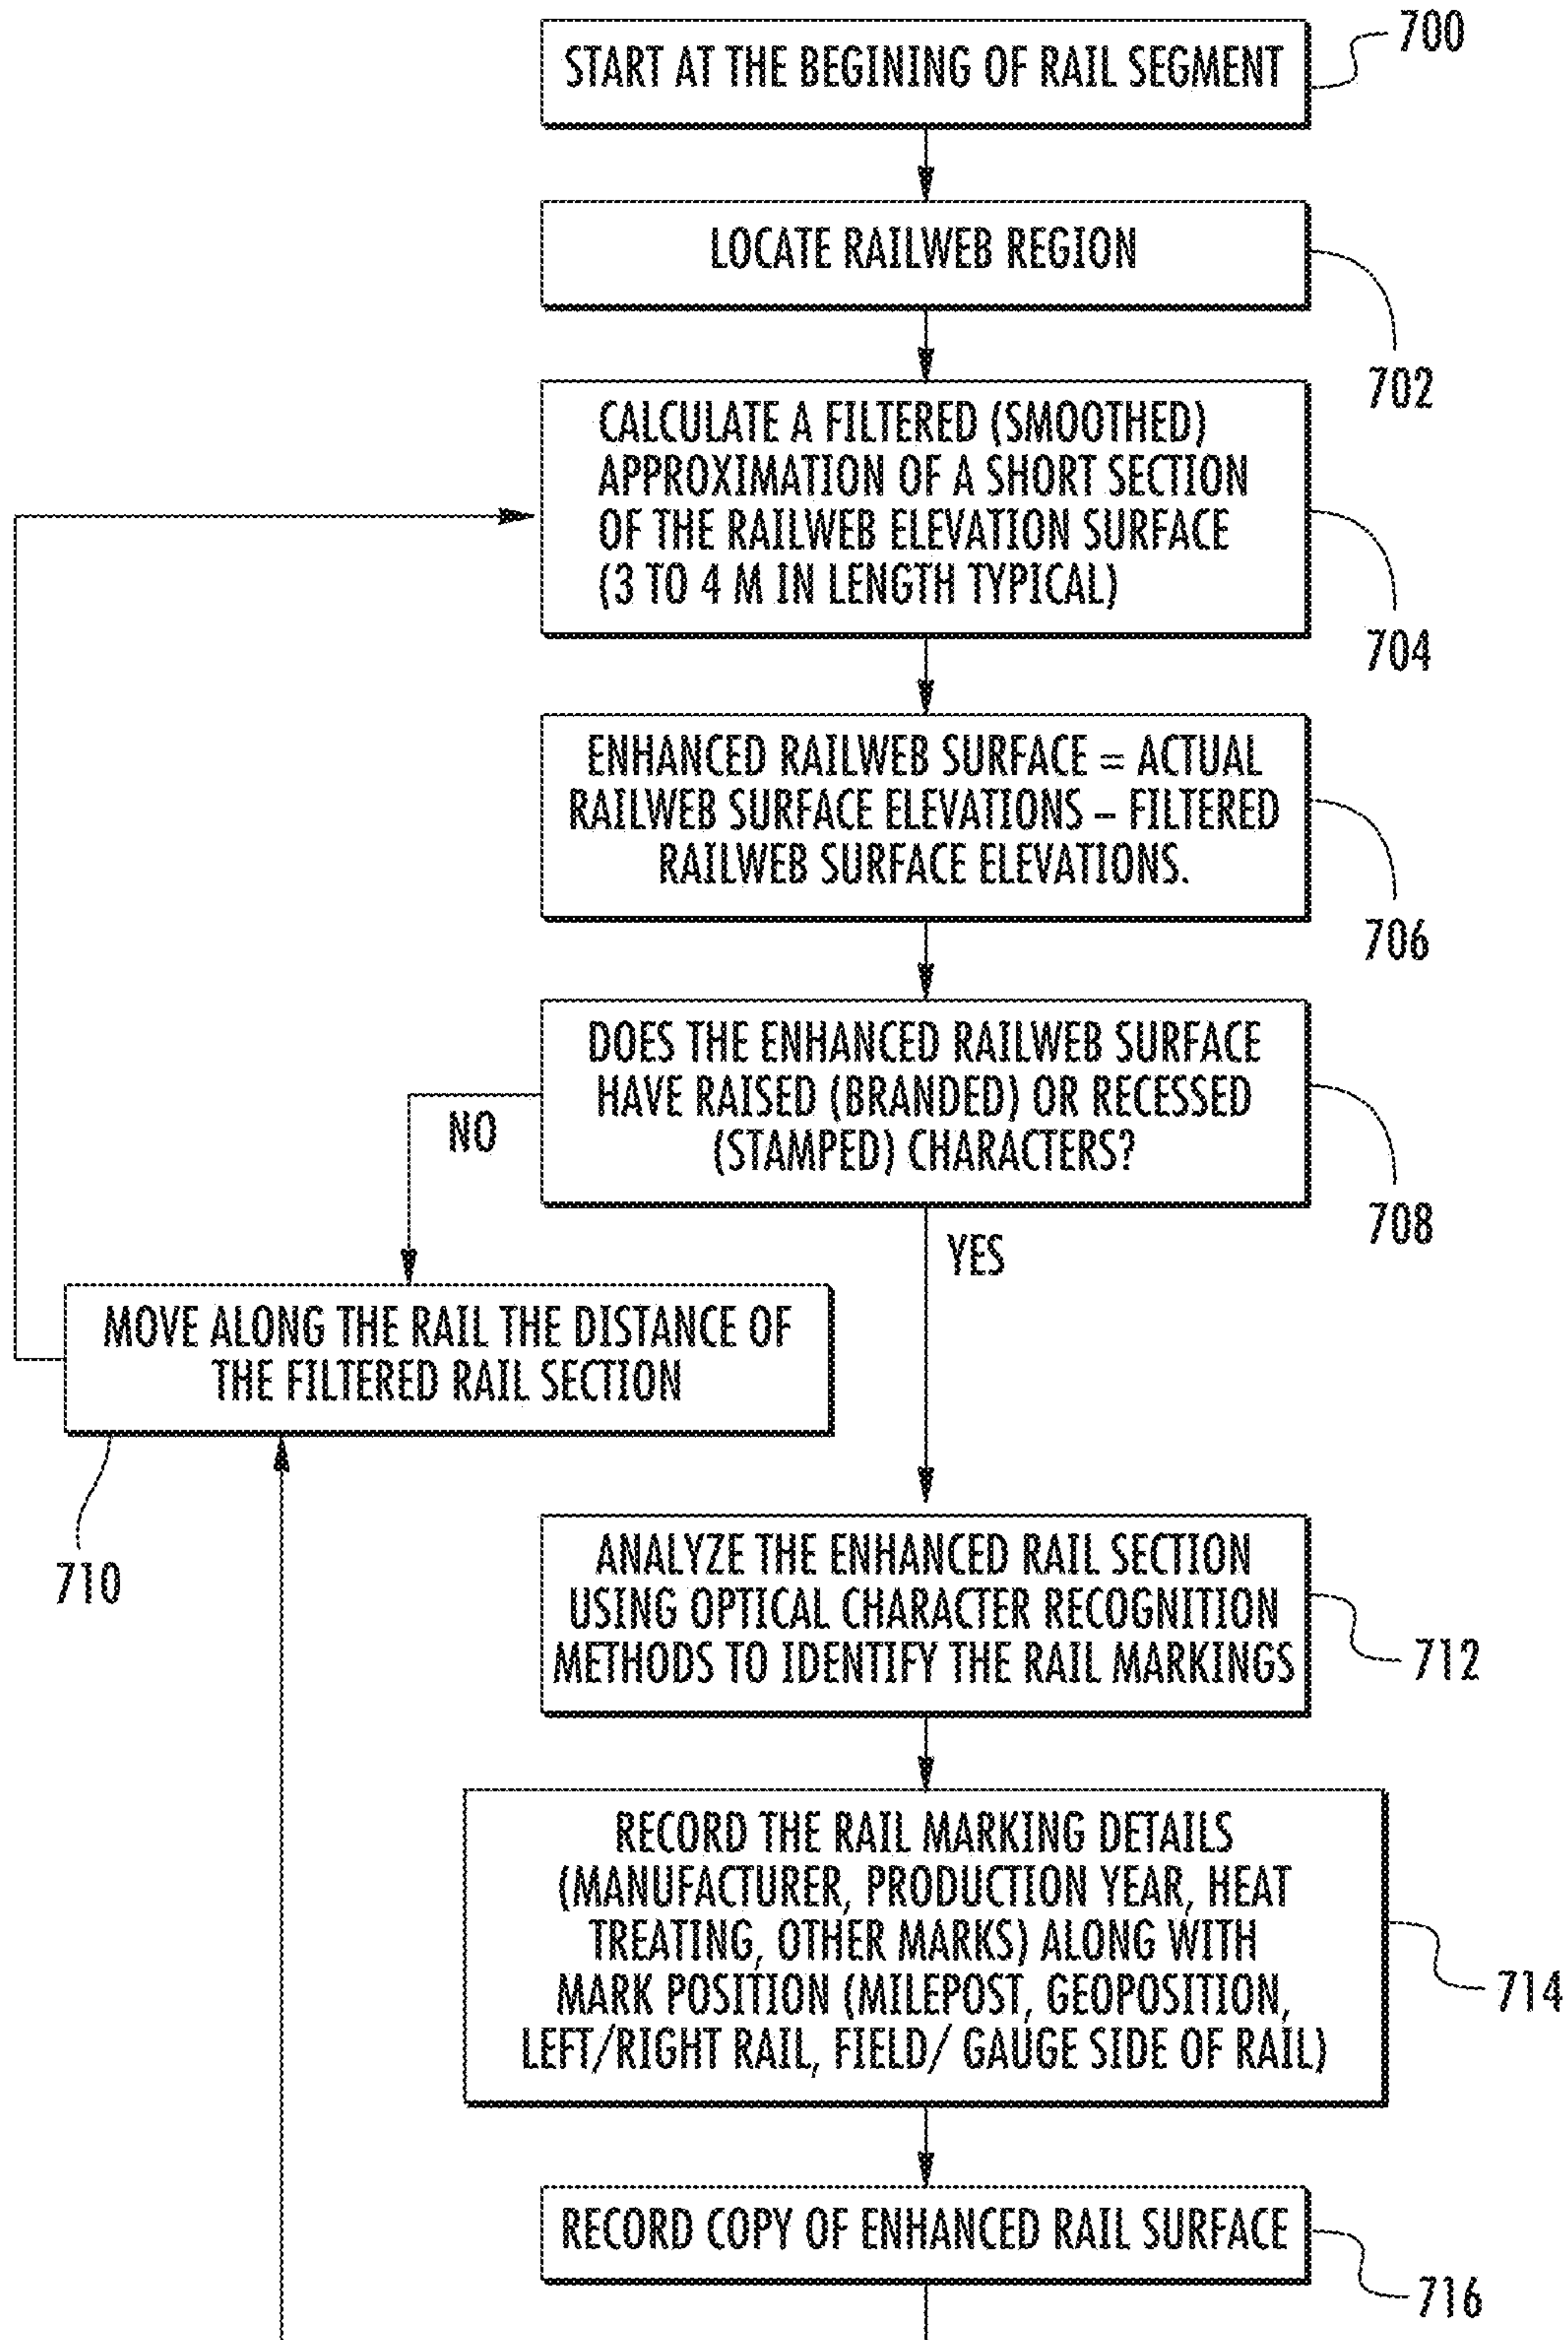 START AT THE BEGINING OF RAIL SEGMENT
700
LOCATE RAILWEB REGION
702
CALCULATE A FILTERED (SMOOTHED)
APPROXIMATION OF A SHORT SECTION
OF THE RAILWEB ELEVATION SURFACE
(3 TO 4 M IN LENGTH TYPICAL)
704
ENHANCED RAILWEB SURFACE = ACTUAL
RAILWEB SURFACE ELEVATIONS – FILTERED
RAILWEB SURFACE ELEVATIONS.
706
DOES THE ENHANCED RAILWEB SURFACE
HAVE RAISED (BRANDED) OR RECESSED
(STAMPED) CHARACTERS?
708
NO
YES
MOVE ALONG THE RAIL THE DISTANCE OF
THE FILTERED RAIL SECTION
710
ANALYZE THE ENHANCED RAIL SECTION
USING OPTICAL CHARACTER RECOGNITION
METHODS TO IDENTIFY THE RAIL MARKINGS
712
RECORD THE RAIL MARKING DETAILS
(MANUFACTURER, PRODUCTION YEAR, HEAT
TREATING, OTHER MARKS) ALONG WITH
MARK POSITION (MILEPOST, GEOPOSITION,
LEFT/RIGHT RAIL, FIELD/ GAUGE SIDE OF RAIL)
714
RECORD COPY OF ENHANCED RAIL SURFACE
716